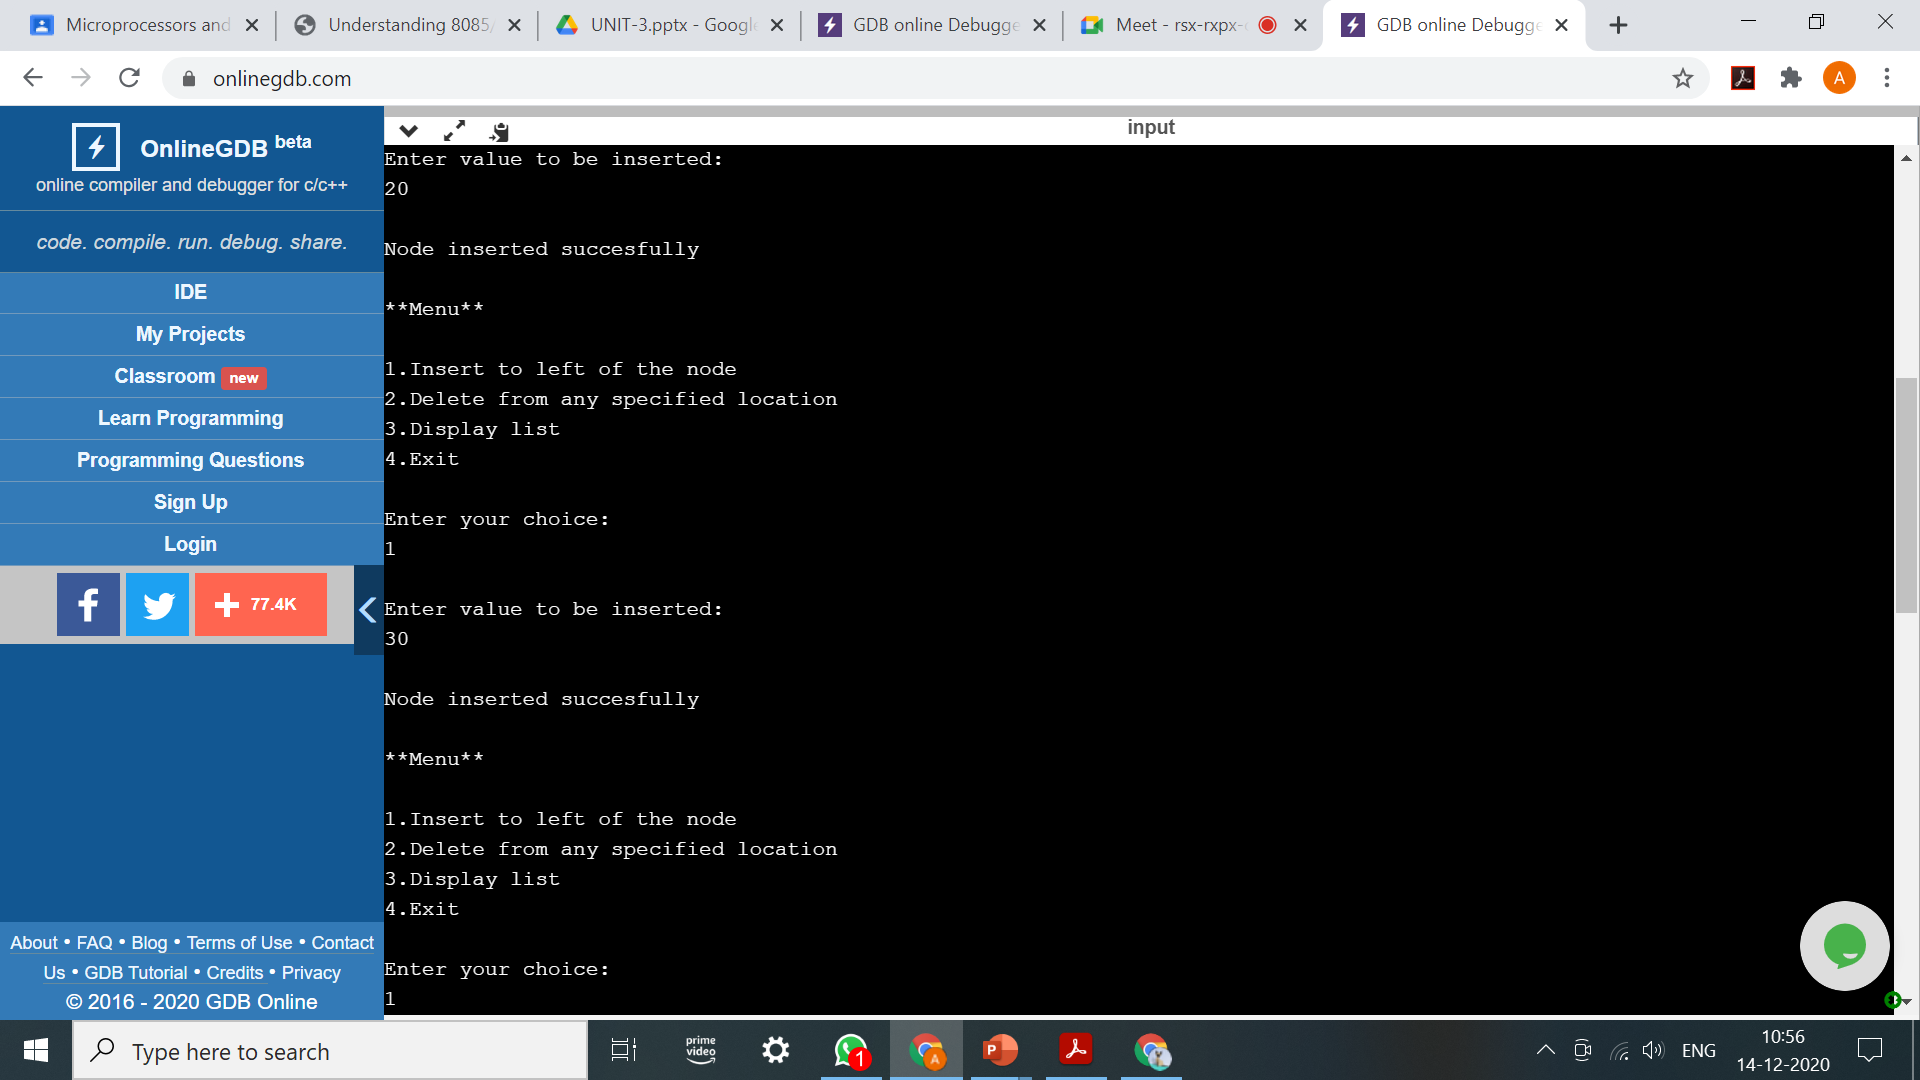 Microprocessors and
Understanding 8085/
UNIT-3.pptx - Google
GDB online Debugge
Meet - rsx-rxpx-
GDB online Debugge
onlinegdb.com
A
OnlineGDB beta
online compiler and debugger for c/c++
code. compile. run. debug. share.
IDE
My Projects
Classroom new
Learn Programming
Programming Questions
Sign Up
Login
f
+ 77.4K
About • FAQ • Blog • Terms of Use • Contact
Us • GDB Tutorial • Credits • Privacy
© 2016 - 2020 GDB Online
input
Enter value to be inserted:
20
Node inserted succesfully
**Menu**
1.Insert to left of the node
2.Delete from any specified location
3.Display list
4.Exit
Enter your choice:
1
Enter value to be inserted:
30
Node inserted succesfully
**Menu**
1.Insert to left of the node
2.Delete from any specified location
3.Display list
4.Exit
Enter your choice:
1
Type here to search
prime
video
1
A
P
ENG
10:56
14-12-2020